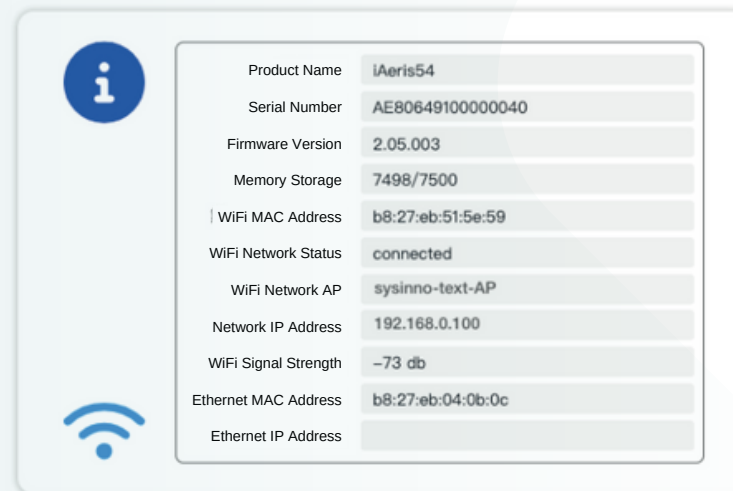 Product Name iAeris54
Serial Number AE80649100000040
Firmware Version 2.05.003
Memory Storage 7498/7500
WiFi MAC Address b8:27:eb:51:5e:59
WiFi Network Status connected
WiFi Network AP sysinno-text-AP
Network IP Address 192.168.0.100
WiFi Signal Strength −73 db
Ethernet MAC Address b8:27:eb:04:0b:0c
Ethernet IP Address